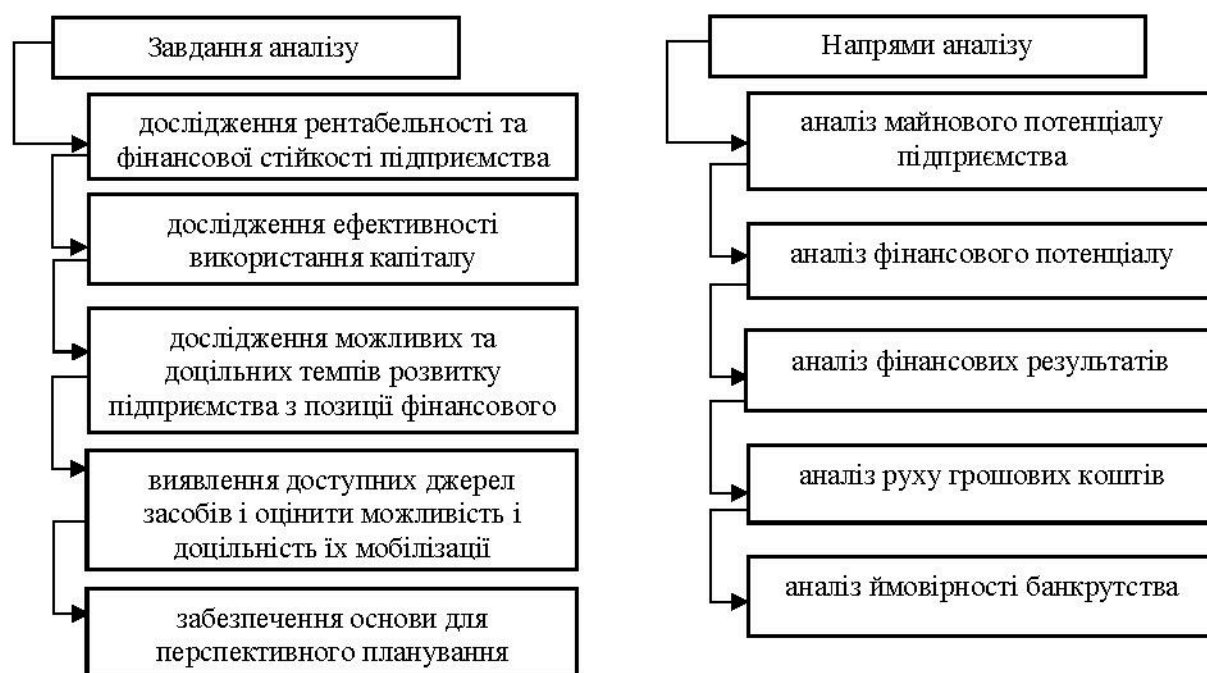 Завдання аналізу
дослідження рентабельності та
фінансової стійкості підприємства
дослідження ефективності
використання капіталу
дослідження можливих та
доцільних темпів розвитку
підприємства з позиції фінансового
виявлення доступних джерел
засобів і оцінити можливість і
доцільність їх мобілізації
забезпечення основи для
перспективного планування
Напрями аналізу
аналіз майнового потенціалу
підприємства
аналіз фінансового потенціалу
аналіз фінансових результатів
аналіз руху грошових коштів
аналіз ймовірності банкрутства